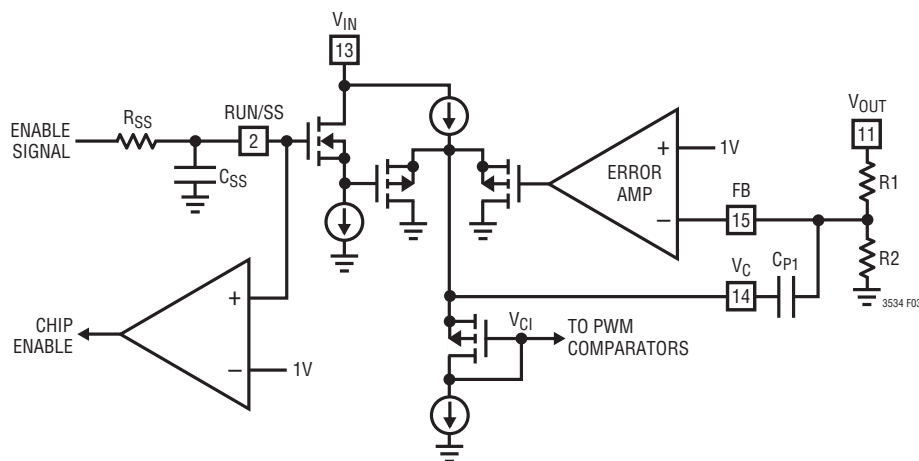 VIN
13
ENABLE
SIGNAL
RSS
RUN/SS
2
CSS
VOUT
11
ERROR
AMP
+
1V
–
FB
15
R1
R2
VC
14
CP1
3534 F03
CHIP
ENABLE
+
–
1V
VCI
TO PWM
COMPARATORS